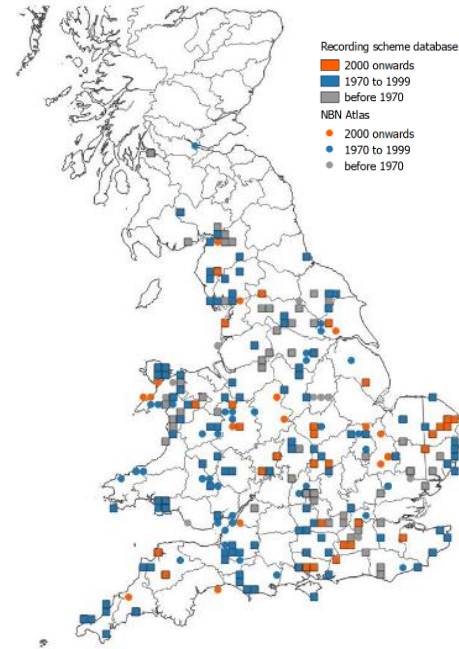 Recording scheme database
2000 onwards
1970 to 1999
before 1970
NBN Atlas
2000 onwards
1970 to 1999
before 1970